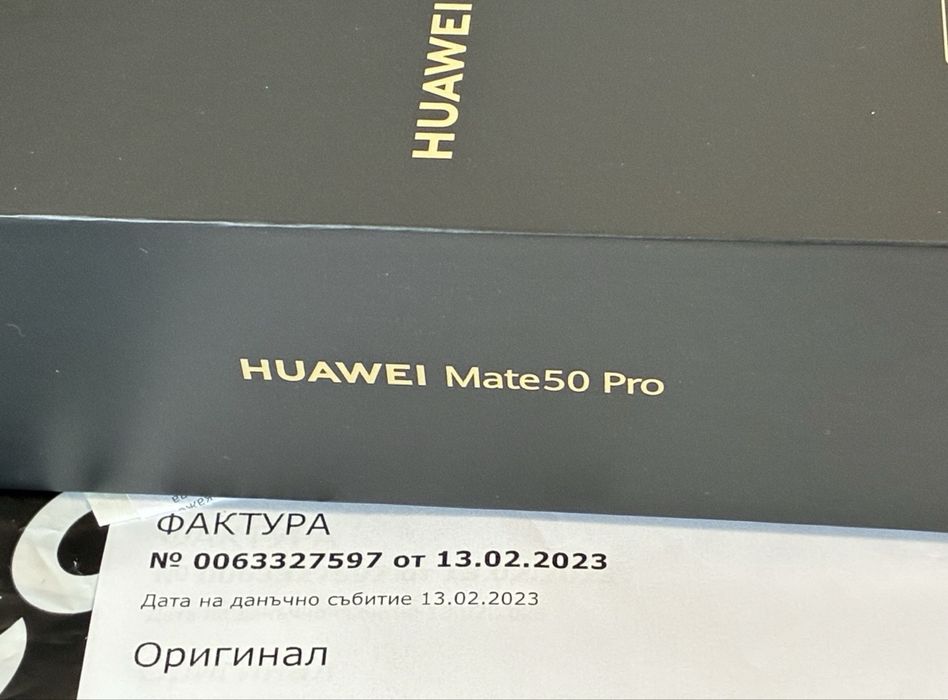 HUAWEI
HUAWEI Mate50 Pro
ФАКТУРА
№ 0063327597 от 13.02.2023
Дата на данъчно събитие 13.02.2023
Оригинал